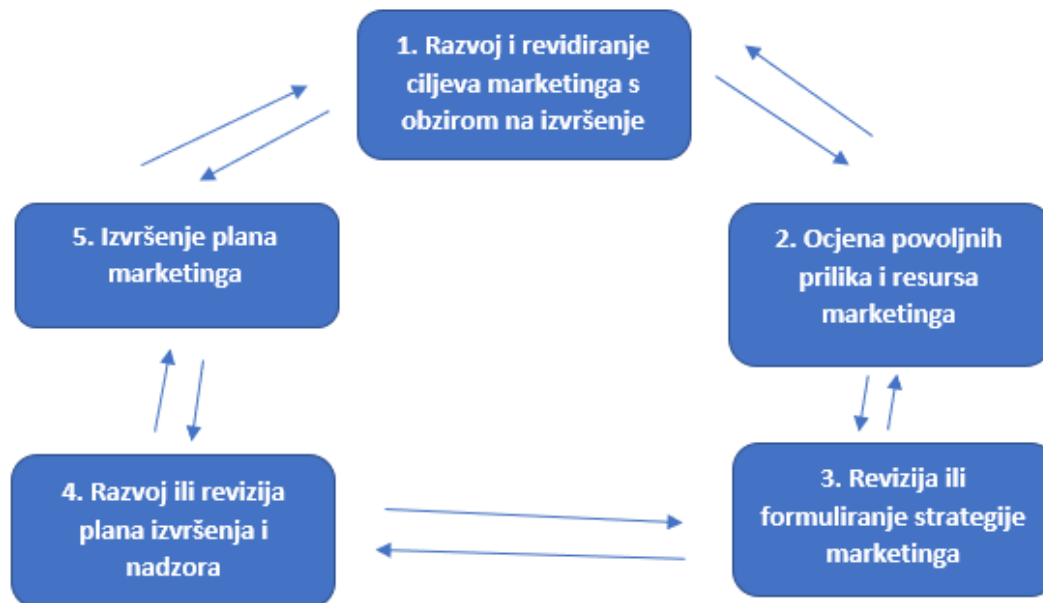 1. Razvoj i revidiranje
ciljeva marketinga s
obzirom na izvršenje
2. Ocjena povoljnih
prilika i resursa
marketinga
3. Revizija ili
formuliranje strategije
marketinga
4. Razvoj ili revizija
plana izvršenja i
nadzora
5. Izvršenje plana
marketinga